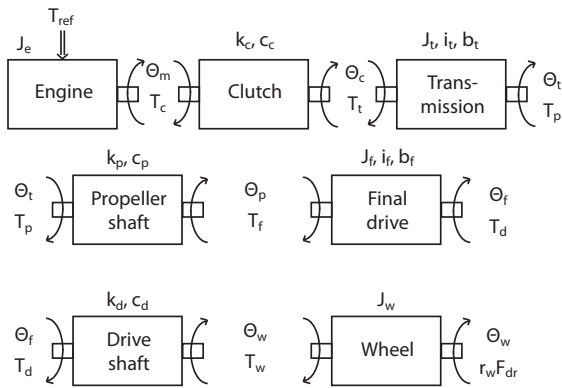 T_ref
J_e
k_c, c_c
J_t, i_t, b_t
Engine
Θ_m
T_c
Clutch
Θ_c
T_t
Trans-
mission
Θ_t
T_p
k_p, c_p
J_f, i_f, b_f
Θ_t
T_p
Propeller
shaft
Θ_p
T_f
Final
drive
Θ_f
T_d
k_d, c_d
J_w
Θ_f
T_d
Drive
shaft
Θ_w
T_w
Wheel
Θ_w
r_wF_dr